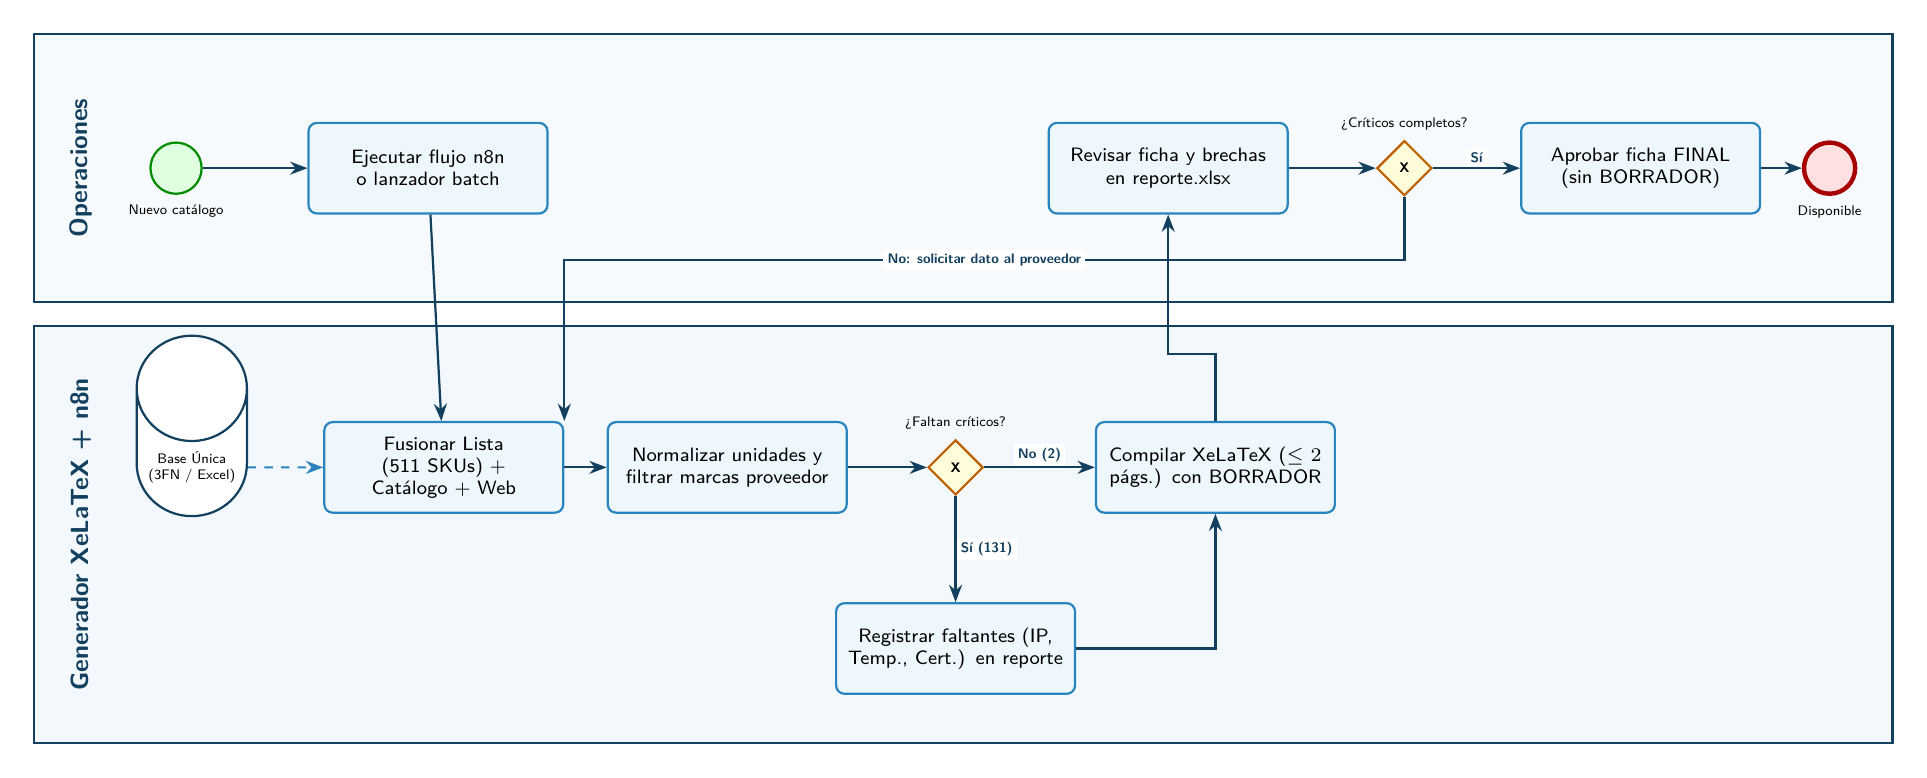 Operaciones
Nuevo catálogo
Ejecutar flujo n8n
o lanzador batch
Revisar ficha y brechas
en reporte.xlsx
¿Críticos completos?
X
Sí
Aprobar ficha FINAL
(sin BORRADOR)
Disponible
No: solicitar dato al proveedor
Generador XeLaTeX + n8n
Base Única
(3FN / Excel)
Fusionar Lista
(511 SKUs) +
Catálogo + Web
Normalizar unidades y
filtrar marcas proveedor
¿Faltan críticos?
X
No (2)
Compilar XeLaTeX (≤ 2
págs.) con BORRADOR
Sí (131)
Registrar faltantes (IP,
Temp., Cert.) en reporte